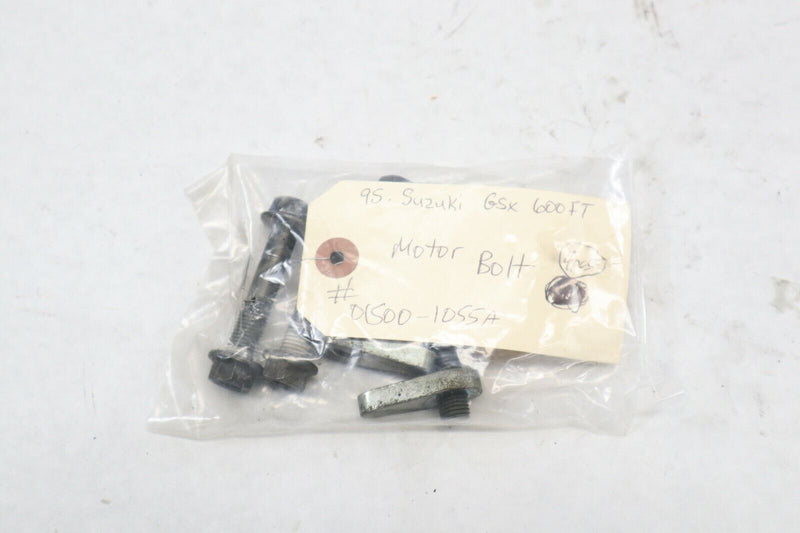 95. Suzuki GSX 600FT
Motor Bolt
#
01500-1055A